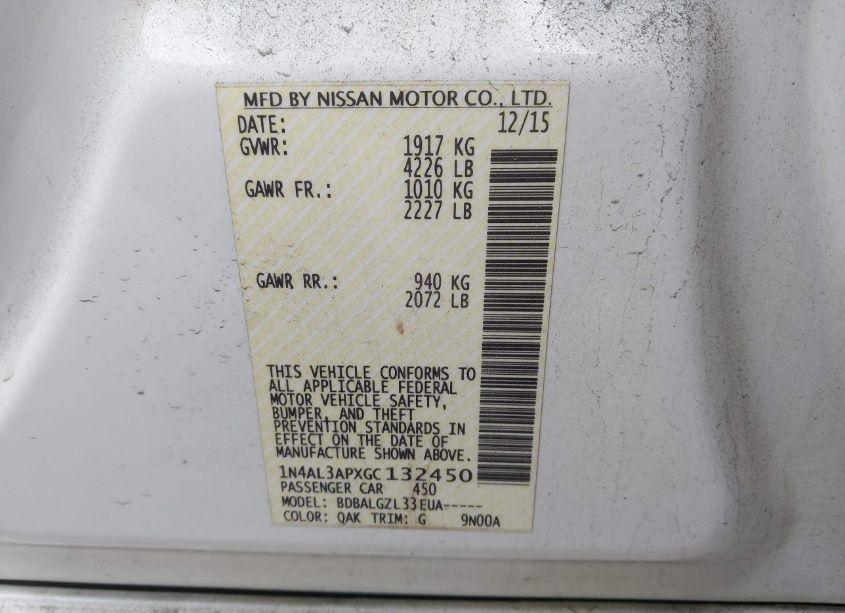 MFD BY NISSAN MOTOR CO., LTD.
DATE: 12/15
GVWR: 1917 KG
4226 LB
GAWR FR.: 1010 KG
2227 LB
GAWR RR.: 940 KG
2072 LB
THIS VEHICLE CONFORMS TO
ALL APPLICABLE FEDERAL
MOTOR VEHICLE SAFETY,
BUMPER, AND THEFT
PREVENTION STANDARDS IN
EFFECT ON THE DATE OF
MANUFACTURE SHOWN ABOVE.
1N4AL3APXGC132450
PASSENGER CAR 450
MODEL: BDBALGZL33EUA-----
COLOR: QAK TRIM: G 9N00A